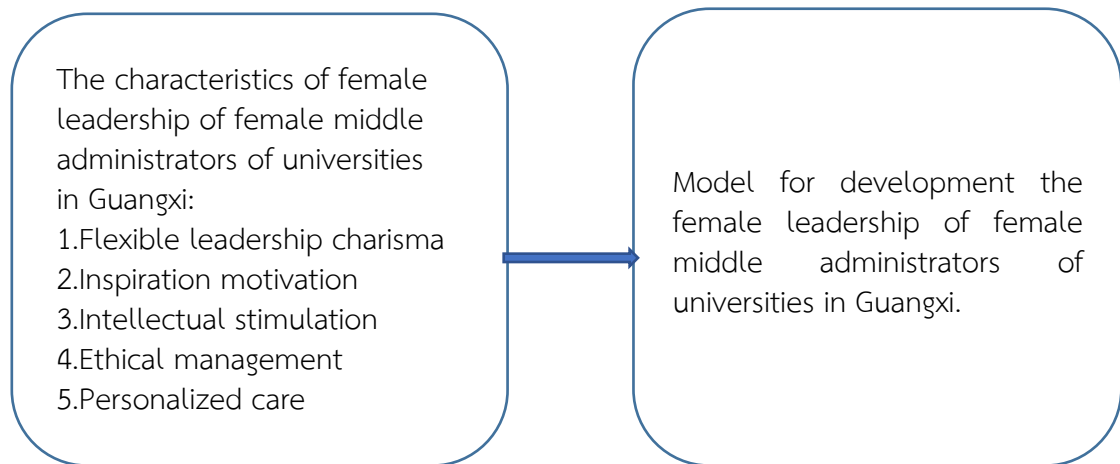 The characteristics of female
leadership of female middle
administrators of universities
in Guangxi:
1.Flexible leadership charisma
2.Inspiration motivation
3.Intellectual stimulation
4.Ethical management
5.Personalized care
Model for development the
female leadership of female
middle administrators of
universities in Guangxi.